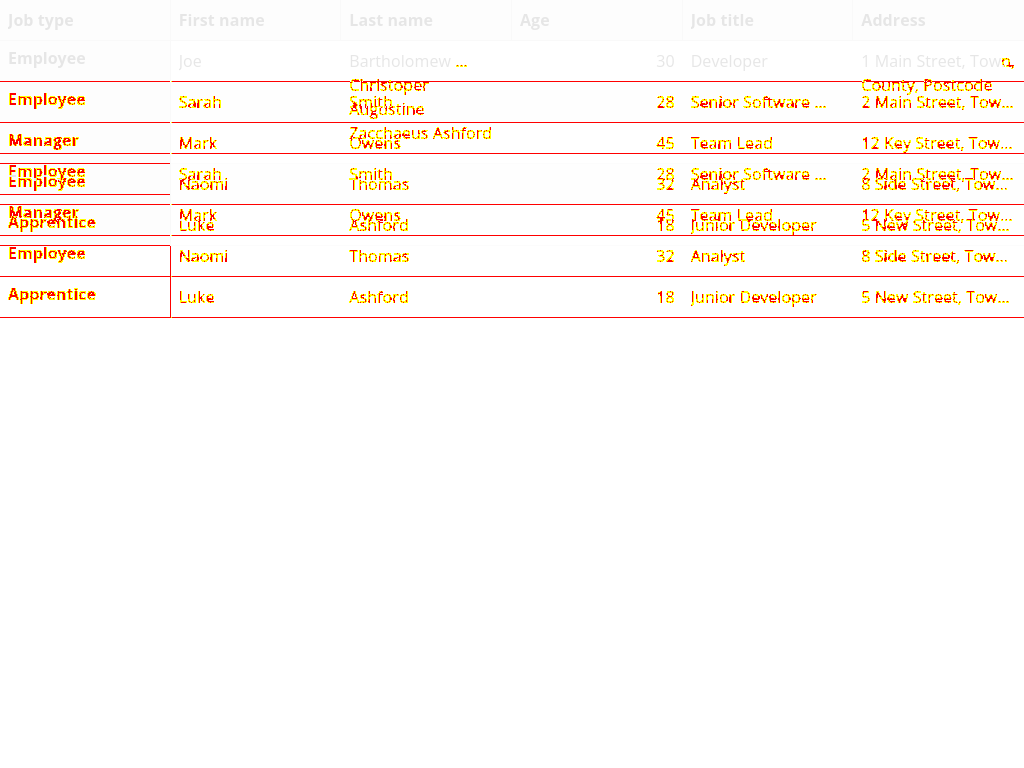 Job type First name Last name Age Job title Address
Employee Joe Bartholomew ... 30 Developer 1 Main Street, Town,
Christoper County, Postcode
Employee Sarah Smith 28 Senior Software ... 2 Main Street, Tow...
Augustine
Zacchaeus Ashford
Manager Mark Owens 45 Team Lead 12 Key Street, Tow...
Employee Sarah Smith 28 Senior Software ... 2 Main Street, Tow...
Employee Naomi Thomas 32 Analyst 8 Side Street, Tow...
Manager Mark Owens 45 Team Lead 12 Key Street, Tow...
Apprentice Luke Ashford 18 Junior Developer 5 New Street, Tow...
Employee Naomi Thomas 32 Analyst 8 Side Street, Tow...
Apprentice Luke Ashford 18 Junior Developer 5 New Street, Tow...